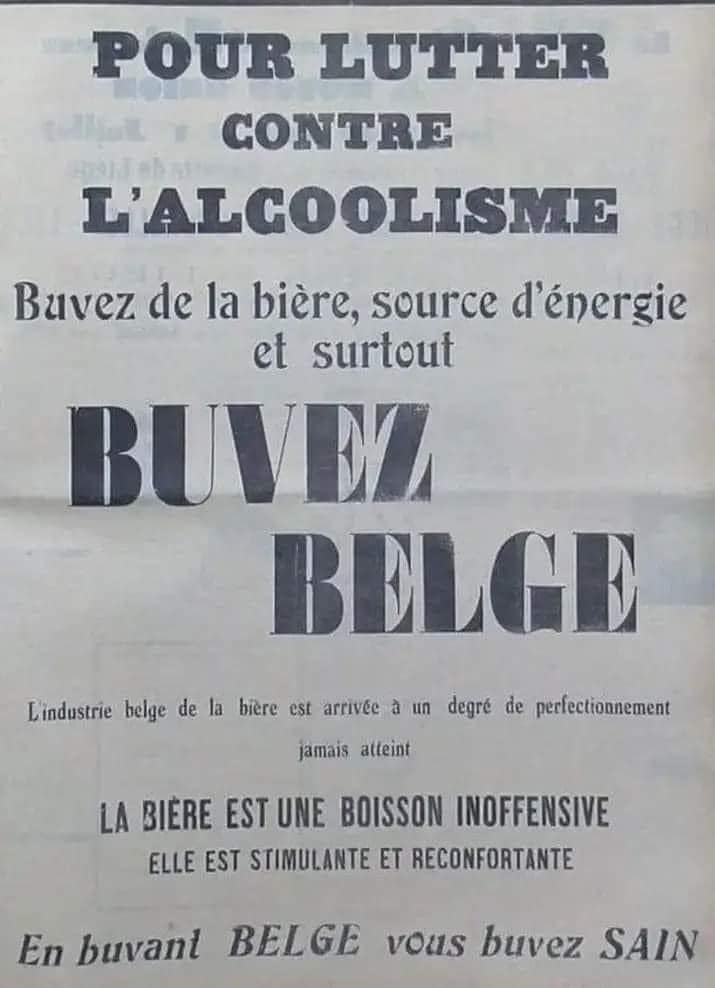 POUR LUTTER
CONTRE
L'ALCOOLISME
Buvez de la bière, source d'énergie
et surtout
BUVEZ
BELGE
L'industrie belge de la bière est arrivée à un degré de perfectionnement
jamais atteint
LA BIÈRE EST UNE BOISSON INOFFENSIVE
ELLE EST STIMULANTE ET RECONFORTANTE
En buvant BELGE vous buvez SAIN